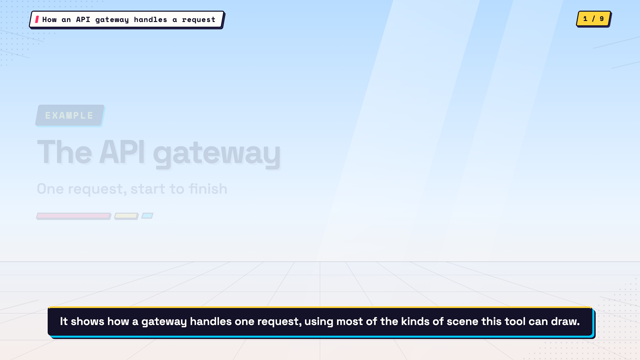 How an API gateway handles a request
1 / 9
EXAMPLE
The API gateway
One request, start to finish
It shows how a gateway handles one request, using most of the kinds of scene this tool can draw.